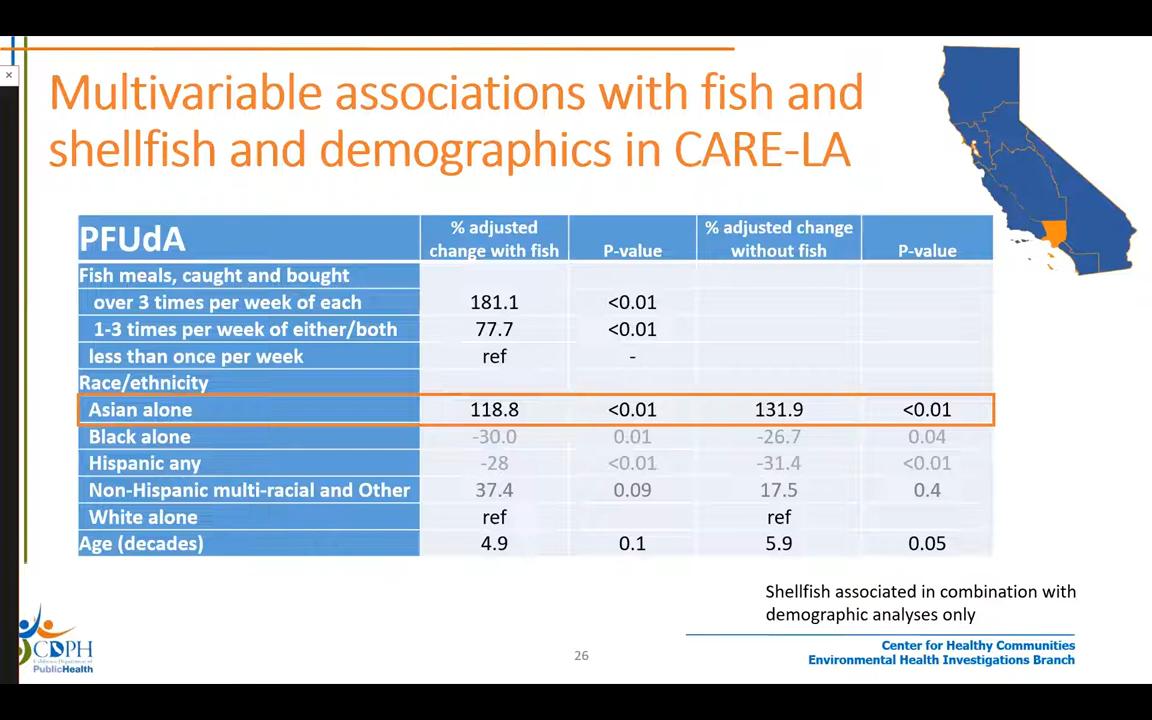 Multivariable associations with fish and
shellfish and demographics in CARE-LA
PFUdA % adjusted change with fish P-value % adjusted change without fish P-value
Fish meals, caught and bought
over 3 times per week of each 181.1 <0.01
1-3 times per week of either/both 77.7 <0.01
less than once per week ref -
Race/ethnicity
Asian alone 118.8 <0.01 131.9 <0.01
Black alone -30.0 0.01 -26.7 0.04
Hispanic any -28 <0.01 -31.4 <0.01
Non-Hispanic multi-racial and Other 37.4 0.09 17.5 0.4
White alone ref ref
Age (decades) 4.9 0.1 5.9 0.05
Shellfish associated in combination with
demographic analyses only
Center for Healthy Communities
Environmental Health Investigations Branch
26
CDPH
PublicHealth